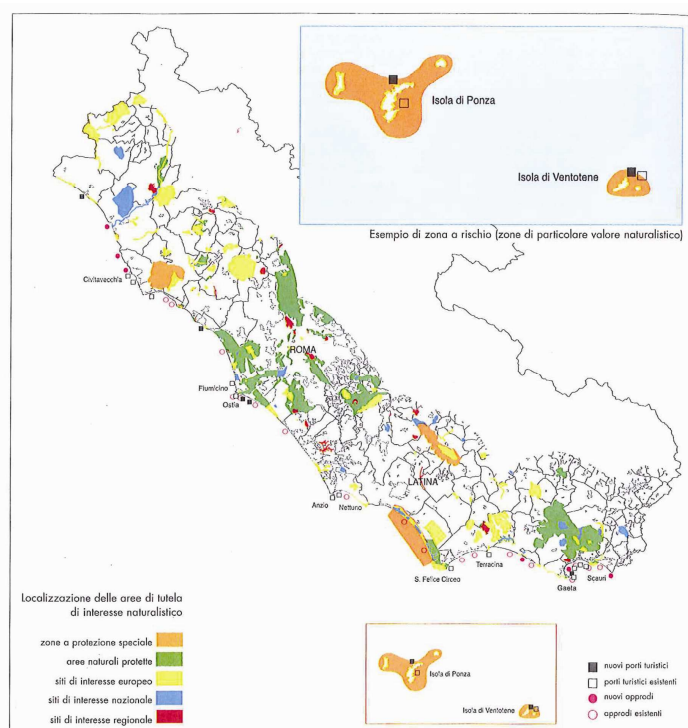 Isola di Ponza
Isola di Ventotene
Esempio di zona a rischio (zone di particolare valore naturalistico)
Civitavecchia
ROMA
Fiumicino
Ostia
LATINA
Anzio
Nettuno
S. Felice Circeo
Terracina
Gaeta
Scauri
Localizzazione delle aree di tutela
di interesse naturalistico
zone a protezione speciale
aree naturali protette
siti di interesse europeo
siti di interesse nazionale
siti di interesse regionale
Isola di Ponza
Isola di Ventotene
nuovi porti turistici
porti turistici esistenti
nuovi approdi
approdi esistenti